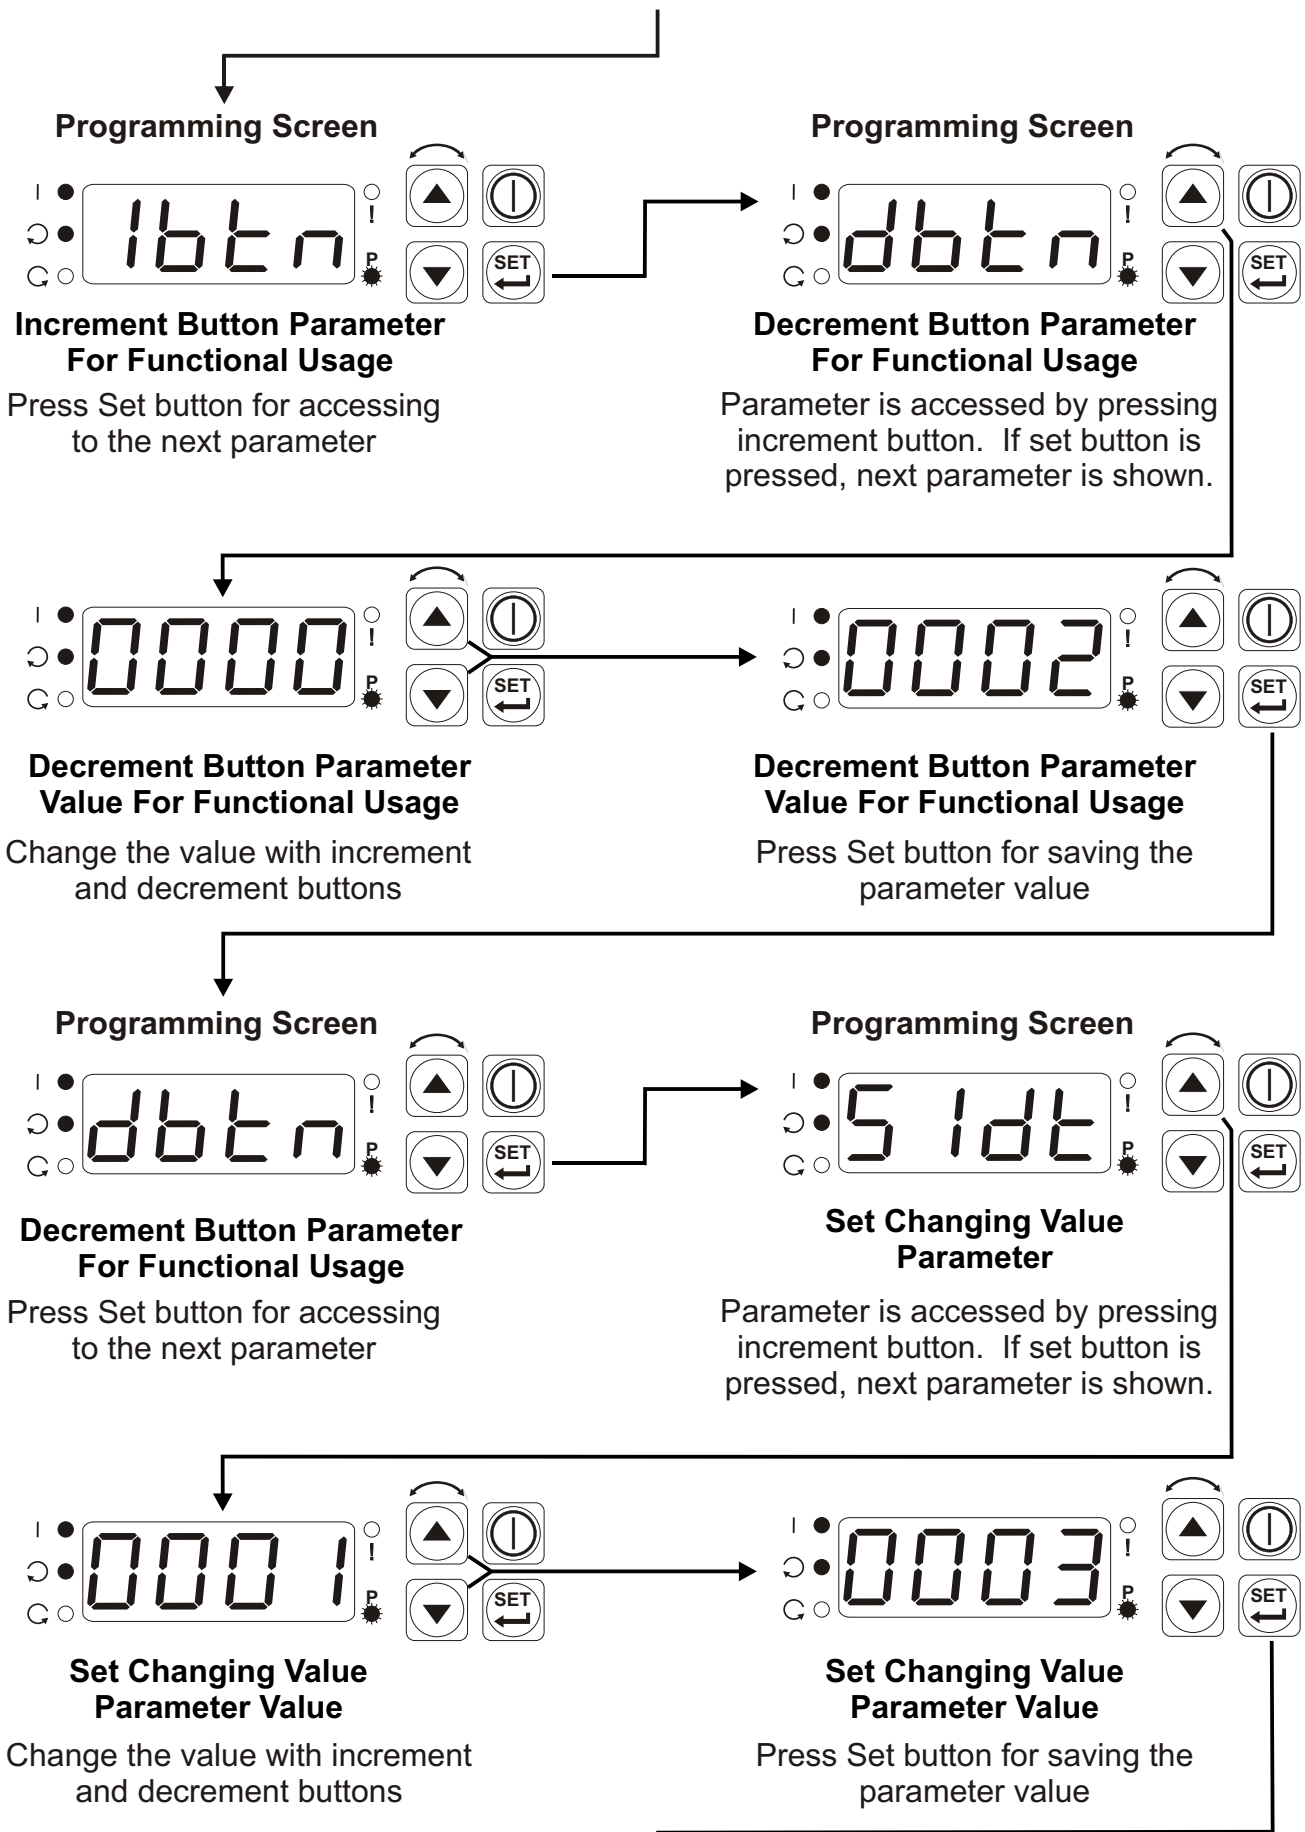 Programming Screen
Programming Screen
I
Ibtn
!
P
SET
I
dbtn
!
P
SET
Increment Button Parameter
For Functional Usage
Press Set button for accessing
to the next parameter
Decrement Button Parameter
For Functional Usage
Parameter is accessed by pressing
increment button. If set button is
pressed, next parameter is shown.
I
0000
!
P
SET
I
0002
!
P
SET
Decrement Button Parameter
Value For Functional Usage
Change the value with increment
and decrement buttons
Decrement Button Parameter
Value For Functional Usage
Press Set button for saving the
parameter value
Programming Screen
Programming Screen
I
dbtn
!
P
SET
I
S1dt
!
P
SET
Decrement Button Parameter
For Functional Usage
Press Set button for accessing
to the next parameter
Set Changing Value
Parameter
Parameter is accessed by pressing
increment button. If set button is
pressed, next parameter is shown.
I
0001
!
P
SET
I
0003
!
P
SET
Set Changing Value
Parameter Value
Change the value with increment
and decrement buttons
Set Changing Value
Parameter Value
Press Set button for saving the
parameter value